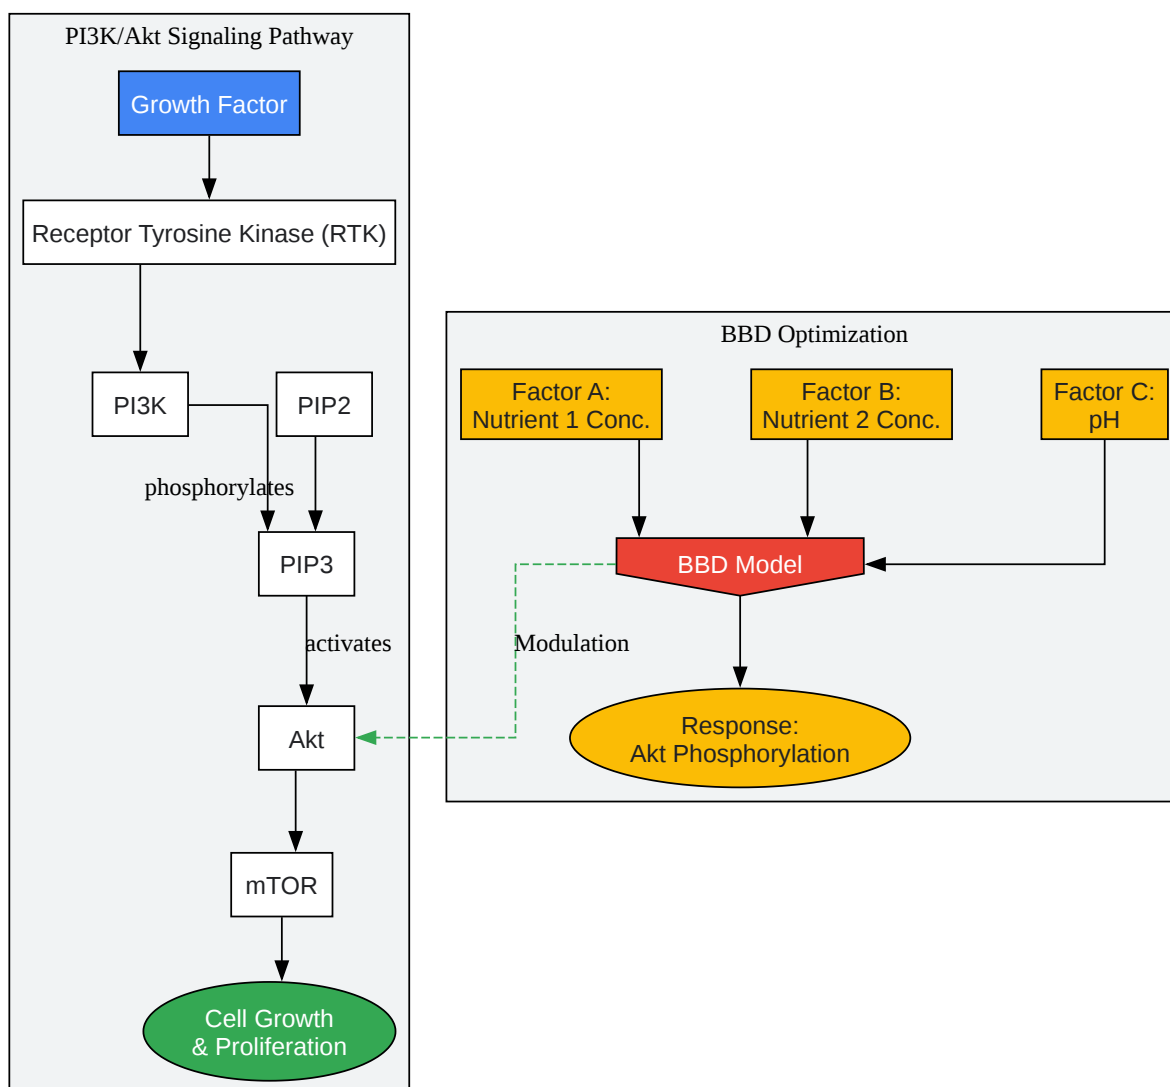 PI3K/Akt Signaling Pathway
Growth Factor
Receptor Tyrosine Kinase (RTK)
PI3K
PIP2
phosphorylates
PIP3
activates
Akt
mTOR
Cell Growth
& Proliferation
BBD Optimization
Factor A:
Nutrient 1 Conc.
Factor B:
Nutrient 2 Conc.
Factor C:
pH
BBD Model
Modulation
Response:
Akt Phosphorylation